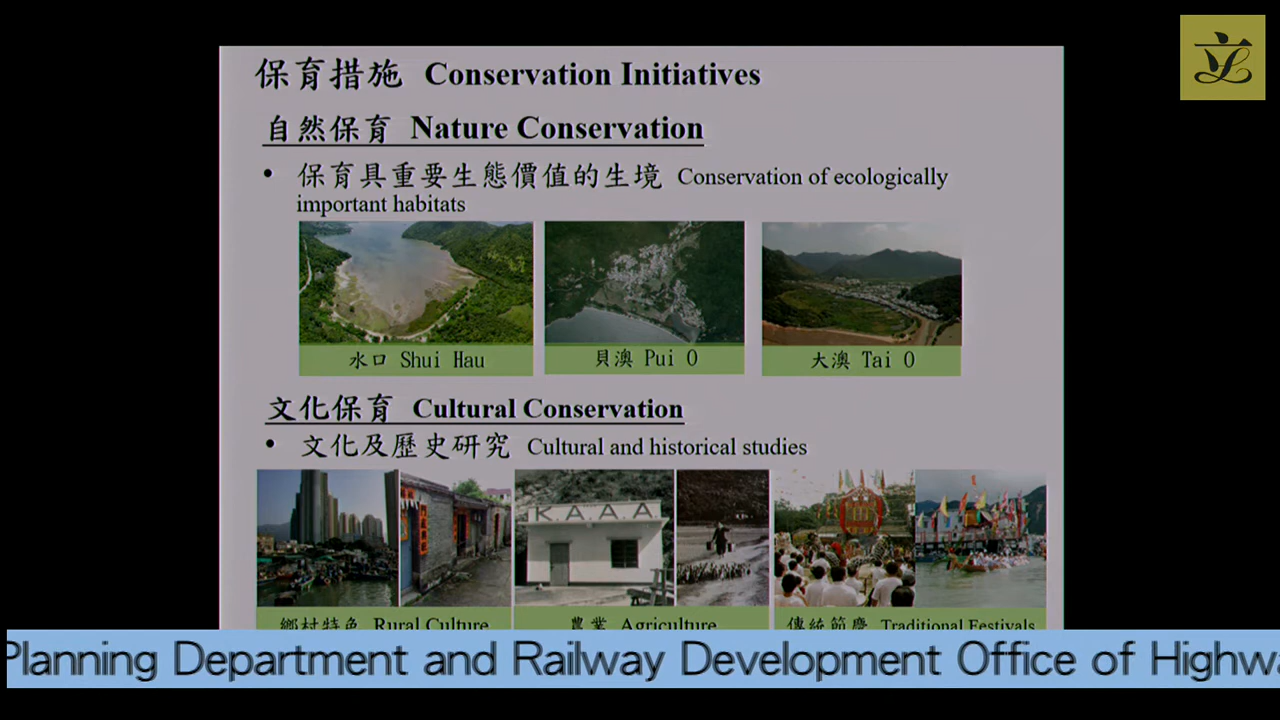 保育措施 Conservation Initiatives
自然保育 Nature Conservation
• 保育具重要生態價值的生境 Conservation of ecologically
important habitats
水口 Shui Hau
貝澳 Pui O
大澳 Tai O
文化保育 Cultural Conservation
• 文化及歷史研究 Cultural and historical studies
KAAA
鄉村特色 Rural Culture
農業 Agriculture
傳統節慶 Traditional Festivals
Planning Department and Railway Development Office of Highwa